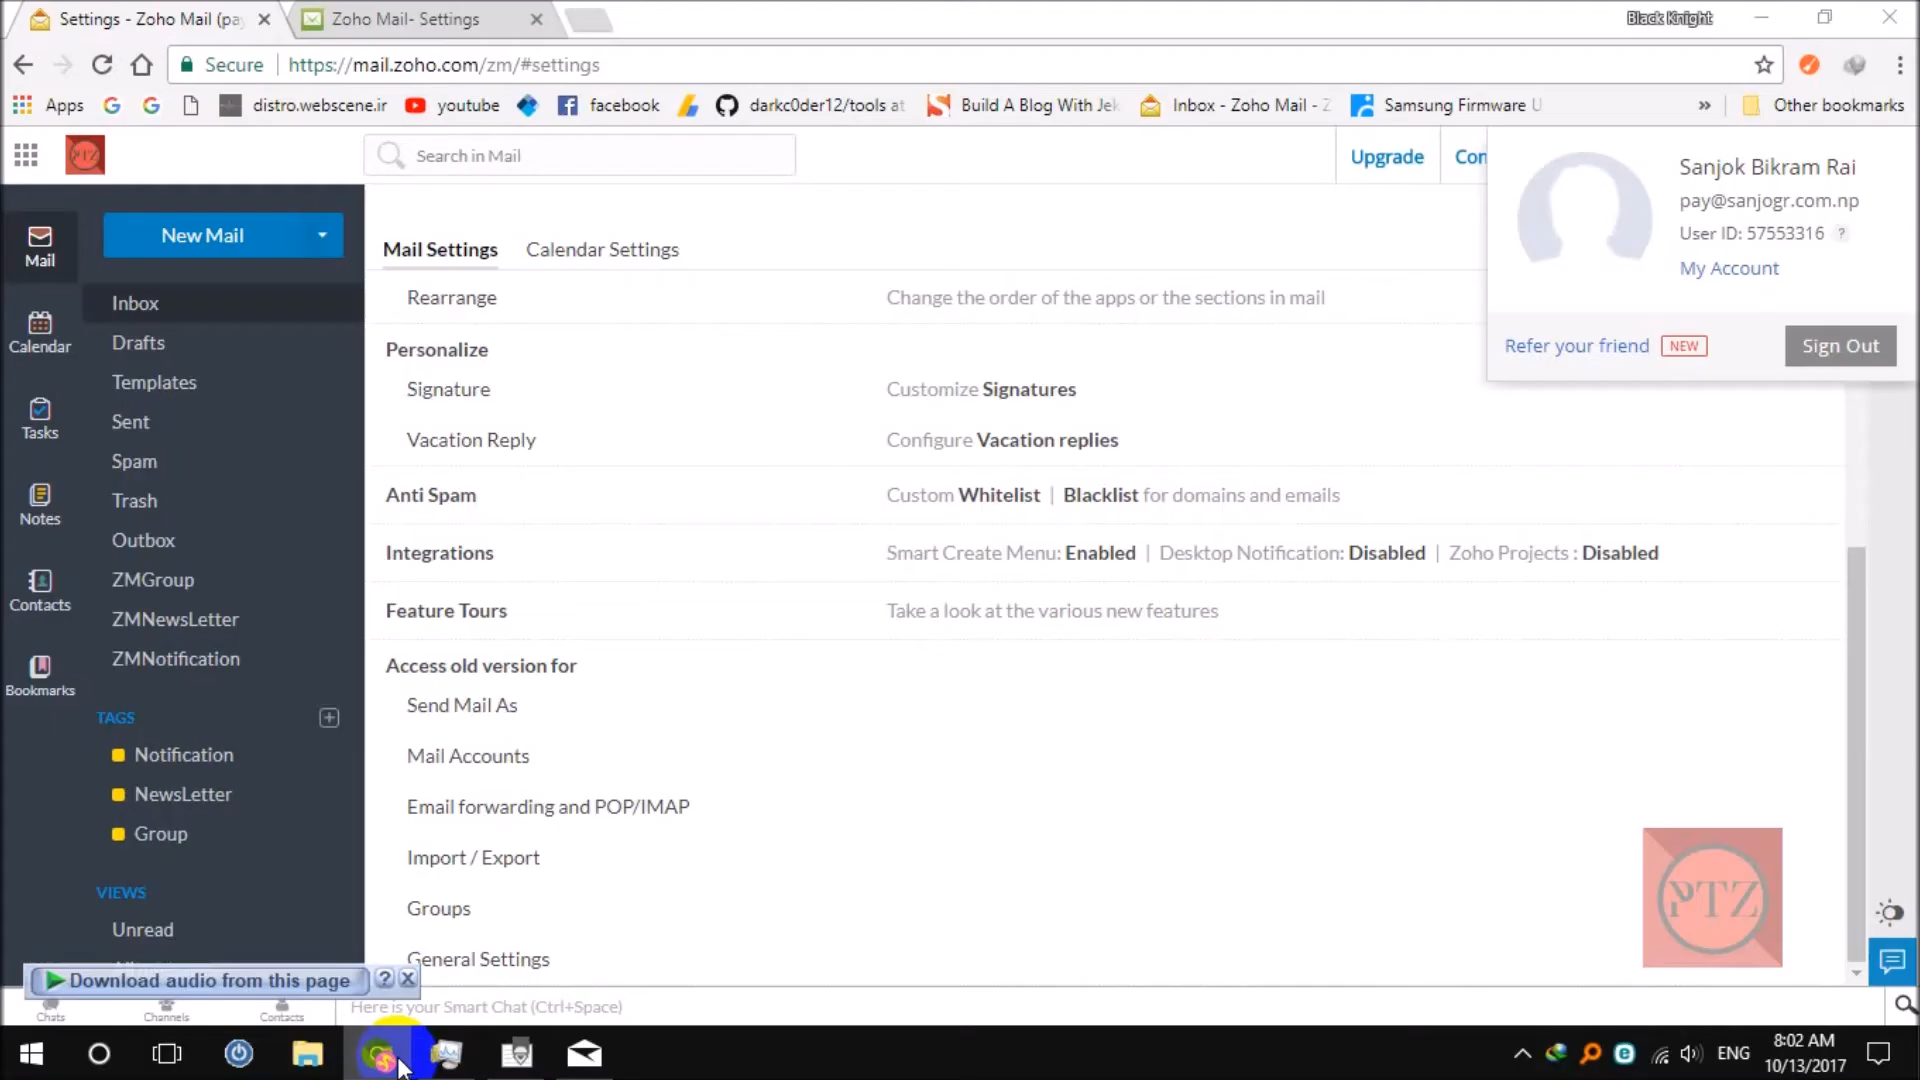 Settings - Zoho Mail (pa
Zoho Mail- Settings
Black Knight
Secure
https://mail.zoho.com/zm/#settings
Apps
distro.webscene.ir
youtube
facebook
darkc0der12/tools at
Build A Blog With Jek
Inbox - Zoho Mail - Z
Samsung Firmware U
»
Other bookmarks
PTZ
Search in Mail
Upgrade
Con
Sanjok Bikram Rai
pay@sanjogr.com.np
User ID: 57553316 ?
My Account
Refer your friend NEW
Sign Out
Mail
Calendar
Tasks
Notes
Contacts
Bookmarks
New Mail
Inbox
Drafts
Templates
Sent
Spam
Trash
Outbox
ZMGroup
ZMNewsLetter
ZMNotification
TAGS
Notification
NewsLetter
Group
VIEWS
Unread
Mail Settings
Calendar Settings
Rearrange
Change the order of the apps or the sections in mail
Personalize
Signature
Customize Signatures
Vacation Reply
Configure Vacation replies
Anti Spam
Custom Whitelist | Blacklist for domains and emails
Integrations
Smart Create Menu: Enabled | Desktop Notification: Disabled | Zoho Projects : Disabled
Feature Tours
Take a look at the various new features
Access old version for
Send Mail As
Mail Accounts
Email forwarding and POP/IMAP
Import / Export
Groups
General Settings
PTZ
Download audio from this page
?
Chats
Channels
Contacts
Here is your Smart Chat (Ctrl+Space)
ENG
8:02 AM
10/13/2017